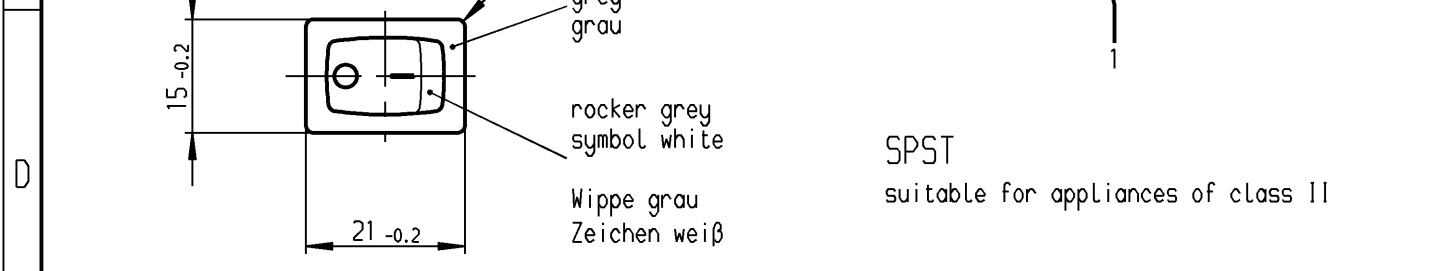 grey
grau
15 -0.2
1
rocker grey
symbol white
SPST
suitable for appliances of class II
D
Wippe grau
Zeichen weiß
21 -0.2